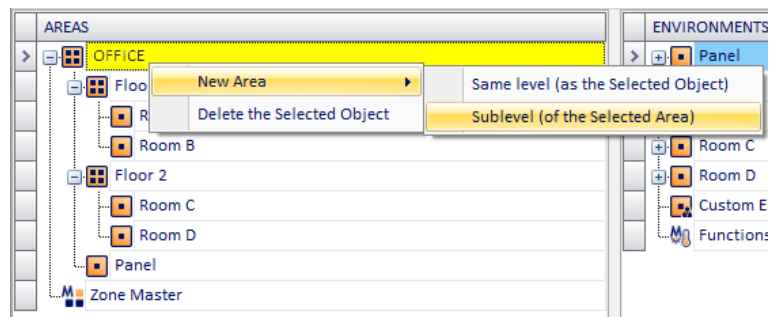 AREAS
OFFICE
New Area
Same level (as the Selected Object)
Floo
Delete the Selected Object
Sublevel (of the Selected Area)
R
Room B
Floor 2
Room C
Room D
Panel
Zone Master
ENVIRONMENTS
Panel
Room C
Room D
Custom E
Functions